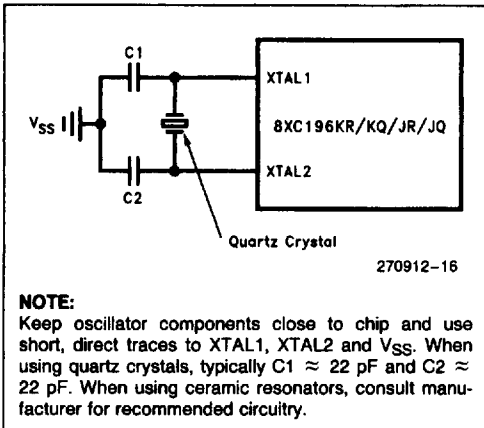 C1
XTAL1
VSS
8XC196KR/KQ/JR/JQ
XTAL2
C2
Quartz Crystal
270912-16
NOTE:
Keep oscillator components close to chip and use
short, direct traces to XTAL1, XTAL2 and VSS. When
using quartz crystals, typically C1 ≈ 22 pF and C2 ≈
22 pF. When using ceramic resonators, consult manu-
facturer for recommended circuitry.